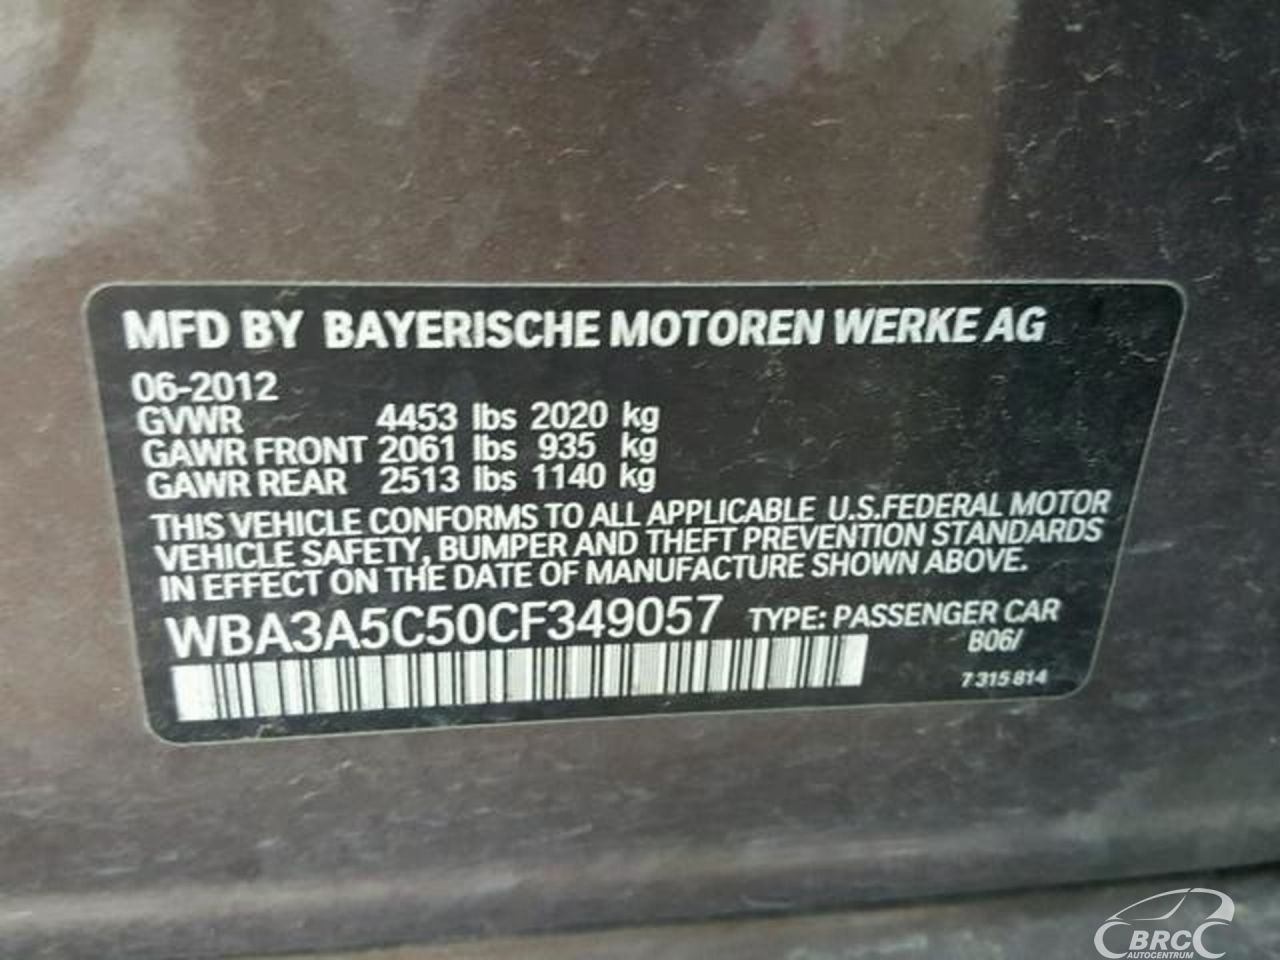 MFD BY BAYERISCHE MOTOREN WERKE AG
06-2012
GVWR 4453 lbs 2020 kg
GAWR FRONT 2061 lbs 935 kg
GAWR REAR 2513 lbs 1140 kg
THIS VEHICLE CONFORMS TO ALL APPLICABLE U.S.FEDERAL MOTOR
VEHICLE SAFETY, BUMPER AND THEFT PREVENTION STANDARDS
IN EFFECT ON THE DATE OF MANUFACTURE SHOWN ABOVE.
WBA3A5C50CF349057 TYPE: PASSENGER CAR
B06/
7 315 814
BRC
AUTOCENTRUM